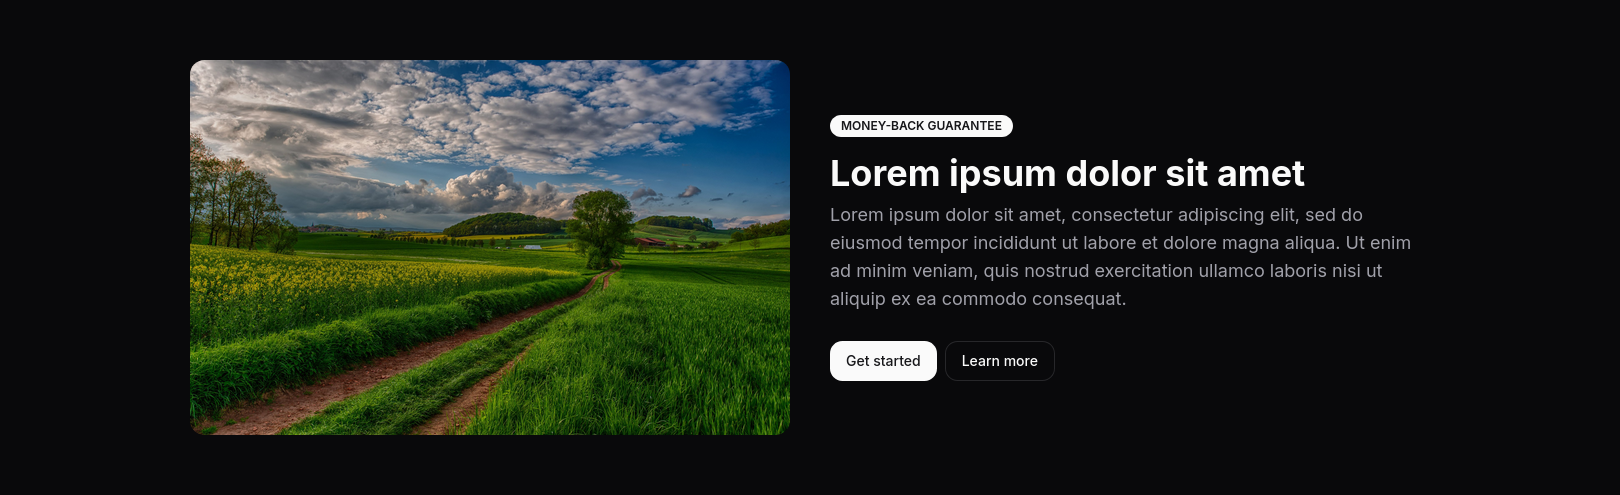 MONEY-BACK GUARANTEE
Lorem ipsum dolor sit amet
Lorem ipsum dolor sit amet, consectetur adipiscing elit, sed do
eiusmod tempor incididunt ut labore et dolore magna aliqua. Ut enim
ad minim veniam, quis nostrud exercitation ullamco laboris nisi ut
aliquip ex ea commodo consequat.
Get started
Learn more